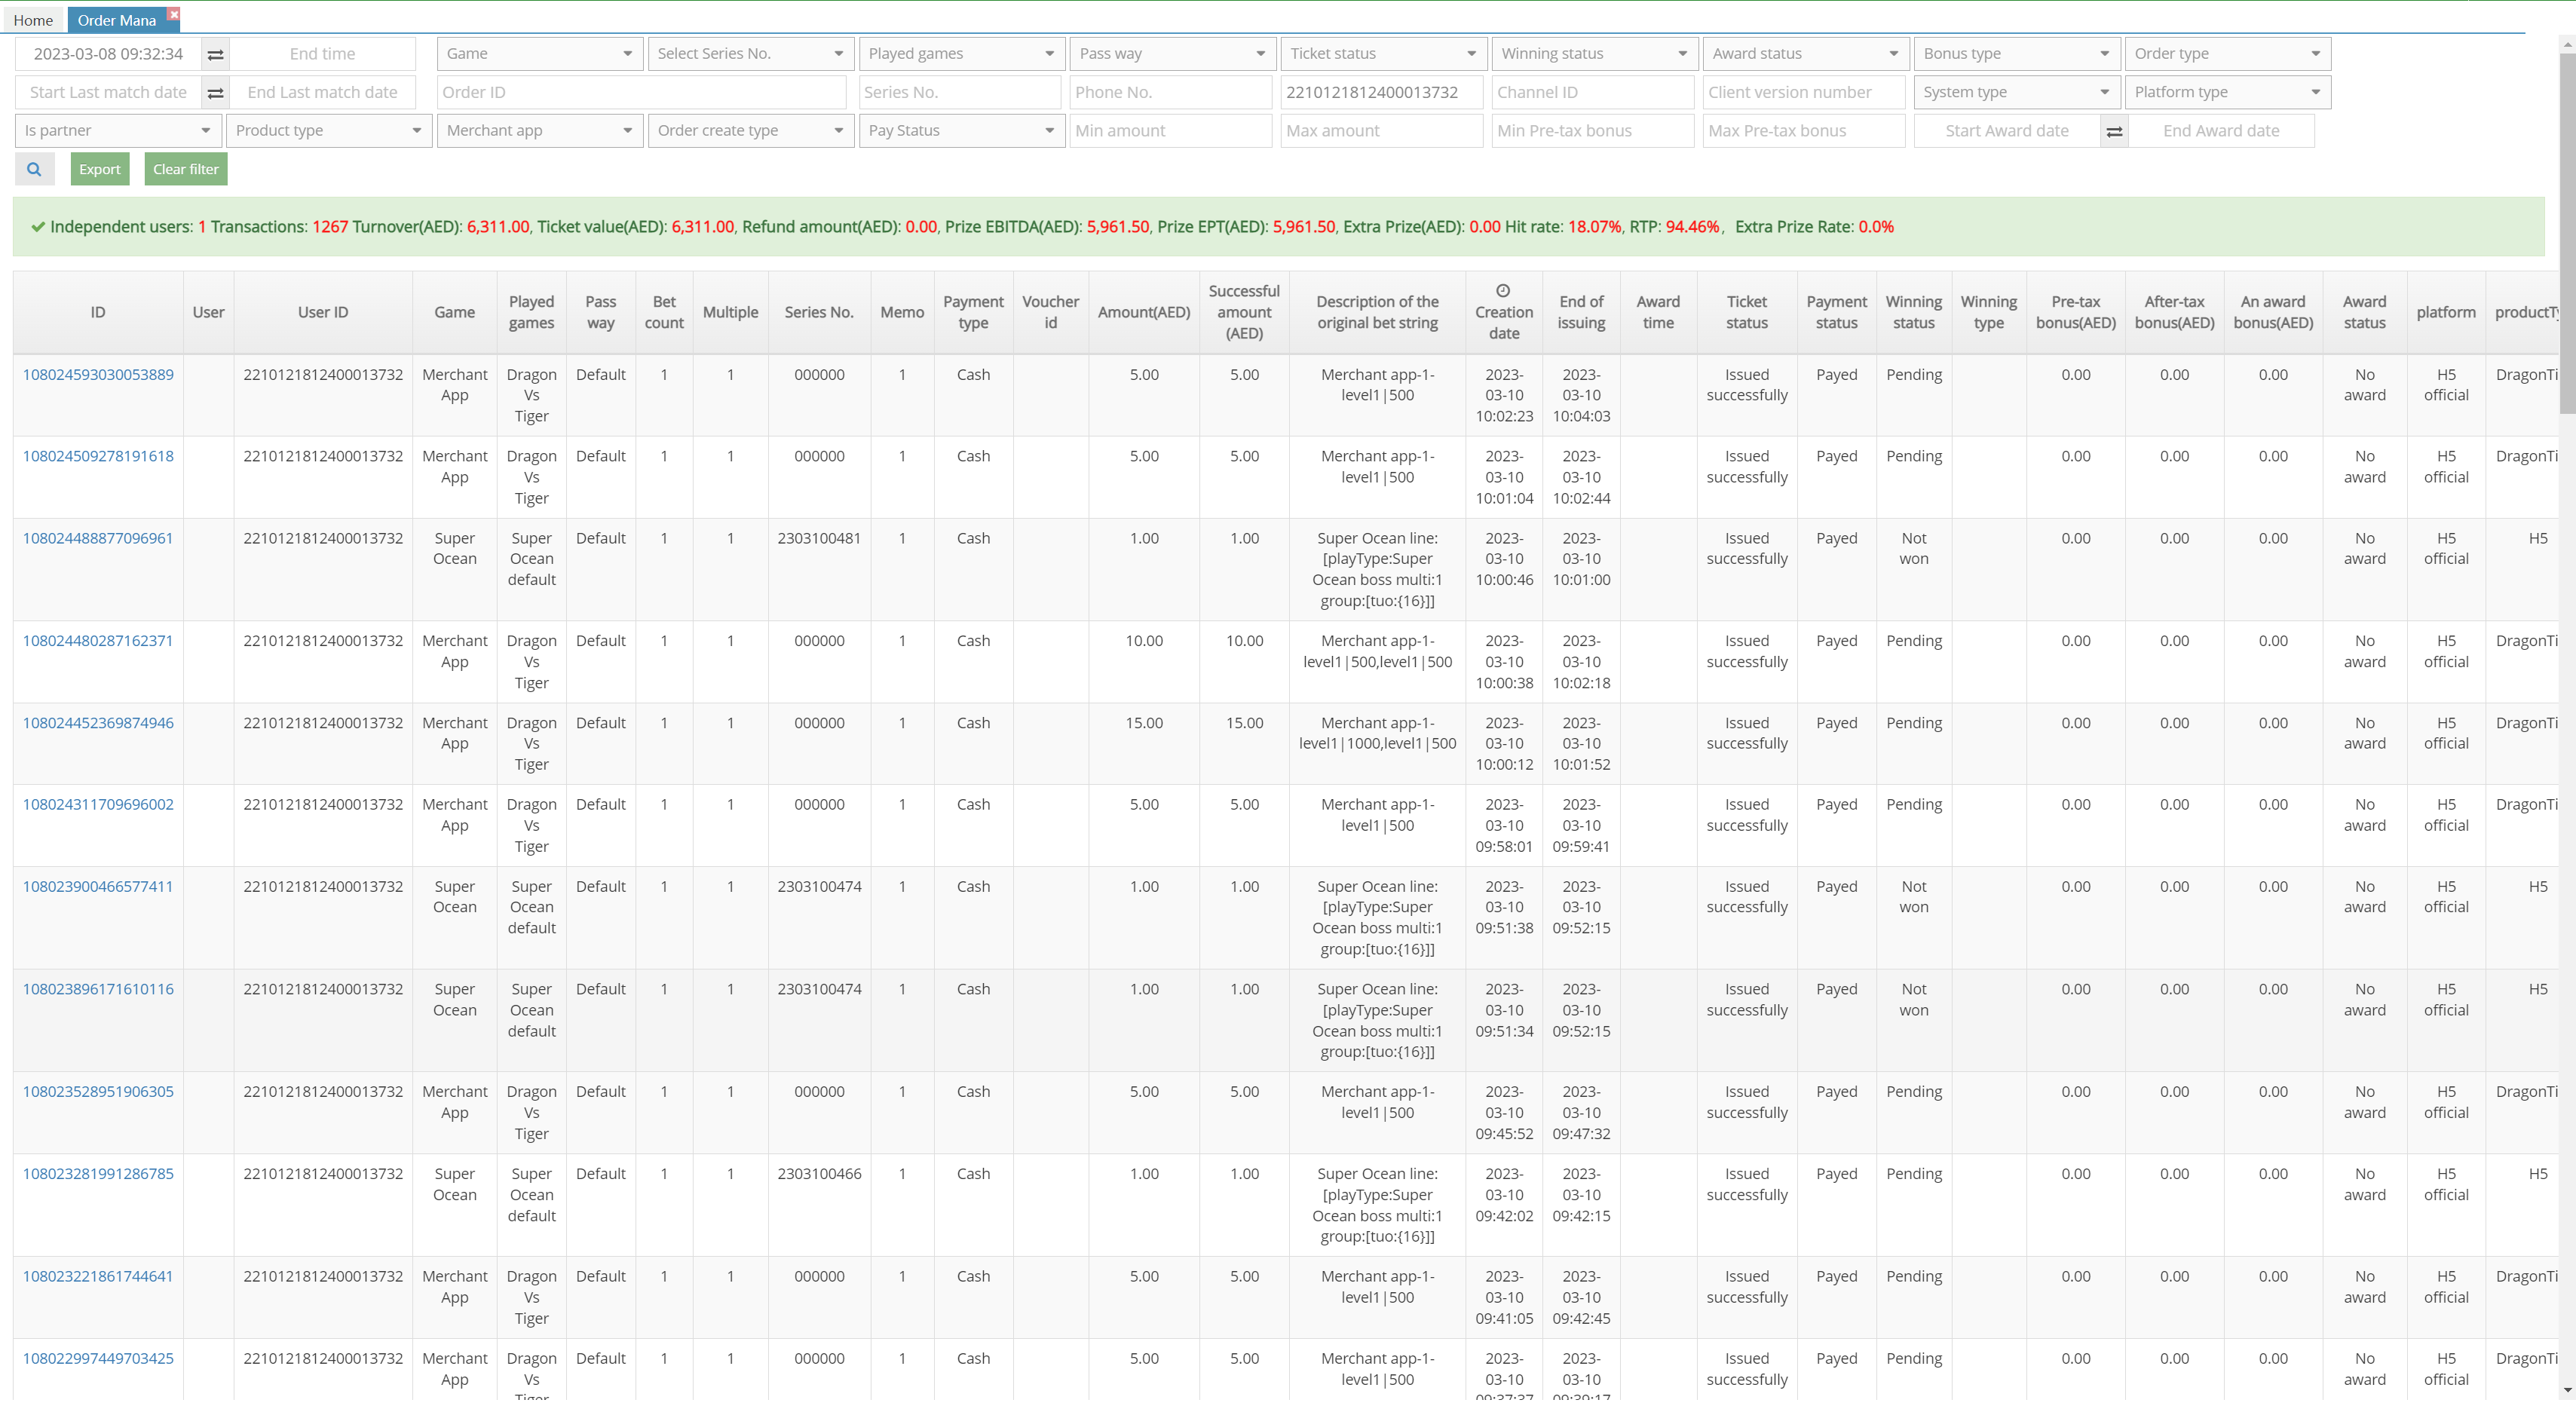 Home Order Mana
2023-03-08 09:32:34 End time Game Select Series No. Played games Pass way Ticket status Winning status Award status Bonus type Order type
Start Last match date End Last match date Order ID Series No. Phone No. 2210121812400013732 Channel ID Client version number System type Platform type
Is partner Product type Merchant app Order create type Pay Status Min amount Max amount Min Pre-tax bonus Max Pre-tax bonus Start Award date End Award date
Export Clear filter
Independent users: 1 Transactions: 1267 Turnover(AED): 6,311.00, Ticket value(AED): 6,311.00, Refund amount(AED): 0.00, Prize EBITDA(AED): 5,961.50, Prize EPT(AED): 5,961.50, Extra Prize(AED): 0.00 Hit rate: 18.07%, RTP: 94.46%, Extra Prize Rate: 0.0%
ID User User ID Game Played games Pass way Bet count Multiple Series No. Memo Payment type Voucher id Amount(AED) Successful amount (AED) Description of the original bet string Creation date End of issuing Award time Ticket status Payment status Winning status Winning type Pre-tax bonus(AED) After-tax bonus(AED) An award bonus(AED) Award status platform productTy
108024593030053889 2210121812400013732 Merchant App Dragon Vs Tiger Default 1 1 000000 1 Cash 5.00 5.00 Merchant app-1-level1|500 2023-03-10 10:02:23 2023-03-10 10:04:03 Issued successfully Payed Pending 0.00 0.00 0.00 No award H5 official DragonTi
108024509278191618 2210121812400013732 Merchant App Dragon Vs Tiger Default 1 1 000000 1 Cash 5.00 5.00 Merchant app-1-level1|500 2023-03-10 10:01:04 2023-03-10 10:02:44 Issued successfully Payed Pending 0.00 0.00 0.00 No award H5 official DragonTi
108024488877096961 2210121812400013732 Super Ocean Super Ocean default Default 1 1 2303100481 1 Cash 1.00 1.00 Super Ocean line:[playType:Super Ocean boss multi:1 group:[tuo:{16}]] 2023-03-10 10:00:46 2023-03-10 10:01:00 Issued successfully Payed Not won 0.00 0.00 0.00 No award H5 official H5
108024480287162371 2210121812400013732 Merchant App Dragon Vs Tiger Default 1 1 000000 1 Cash 10.00 10.00 Merchant app-1-level1|500,level1|500 2023-03-10 10:00:38 2023-03-10 10:02:18 Issued successfully Payed Pending 0.00 0.00 0.00 No award H5 official DragonTi
108024452369874946 2210121812400013732 Merchant App Dragon Vs Tiger Default 1 1 000000 1 Cash 15.00 15.00 Merchant app-1-level1|1000,level1|500 2023-03-10 10:00:12 2023-03-10 10:01:52 Issued successfully Payed Pending 0.00 0.00 0.00 No award H5 official DragonTi
108024311709696002 2210121812400013732 Merchant App Dragon Vs Tiger Default 1 1 000000 1 Cash 5.00 5.00 Merchant app-1-level1|500 2023-03-10 09:58:01 2023-03-10 09:59:41 Issued successfully Payed Pending 0.00 0.00 0.00 No award H5 official DragonTi
108023900466577411 2210121812400013732 Super Ocean Super Ocean default Default 1 1 2303100474 1 Cash 1.00 1.00 Super Ocean line:[playType:Super Ocean boss multi:1 group:[tuo:{16}]] 2023-03-10 09:51:38 2023-03-10 09:52:15 Issued successfully Payed Not won 0.00 0.00 0.00 No award H5 official H5
108023896171610116 2210121812400013732 Super Ocean Super Ocean default Default 1 1 2303100474 1 Cash 1.00 1.00 Super Ocean line:[playType:Super Ocean boss multi:1 group:[tuo:{16}]] 2023-03-10 09:51:34 2023-03-10 09:52:15 Issued successfully Payed Not won 0.00 0.00 0.00 No award H5 official H5
108023528951906305 2210121812400013732 Merchant App Dragon Vs Tiger Default 1 1 000000 1 Cash 5.00 5.00 Merchant app-1-level1|500 2023-03-10 09:45:52 2023-03-10 09:47:32 Issued successfully Payed Pending 0.00 0.00 0.00 No award H5 official DragonTi
108023281991286785 2210121812400013732 Super Ocean Super Ocean default Default 1 1 2303100466 1 Cash 1.00 1.00 Super Ocean line:[playType:Super Ocean boss multi:1 group:[tuo:{16}]] 2023-03-10 09:42:02 2023-03-10 09:42:15 Issued successfully Payed Pending 0.00 0.00 0.00 No award H5 official H5
108023221861744641 2210121812400013732 Merchant App Dragon Vs Tiger Default 1 1 000000 1 Cash 5.00 5.00 Merchant app-1-level1|500 2023-03-10 09:41:05 2023-03-10 09:42:45 Issued successfully Payed Pending 0.00 0.00 0.00 No award H5 official DragonTi
108022997449703425 2210121812400013732 Merchant App Dragon Vs Tiger Default 1 1 000000 1 Cash 5.00 5.00 Merchant app-1-level1|500 2023-03-10 09:37:37 2023-03-10 09:39:17 Issued successfully Payed Pending 0.00 0.00 0.00 No award H5 official DragonTi